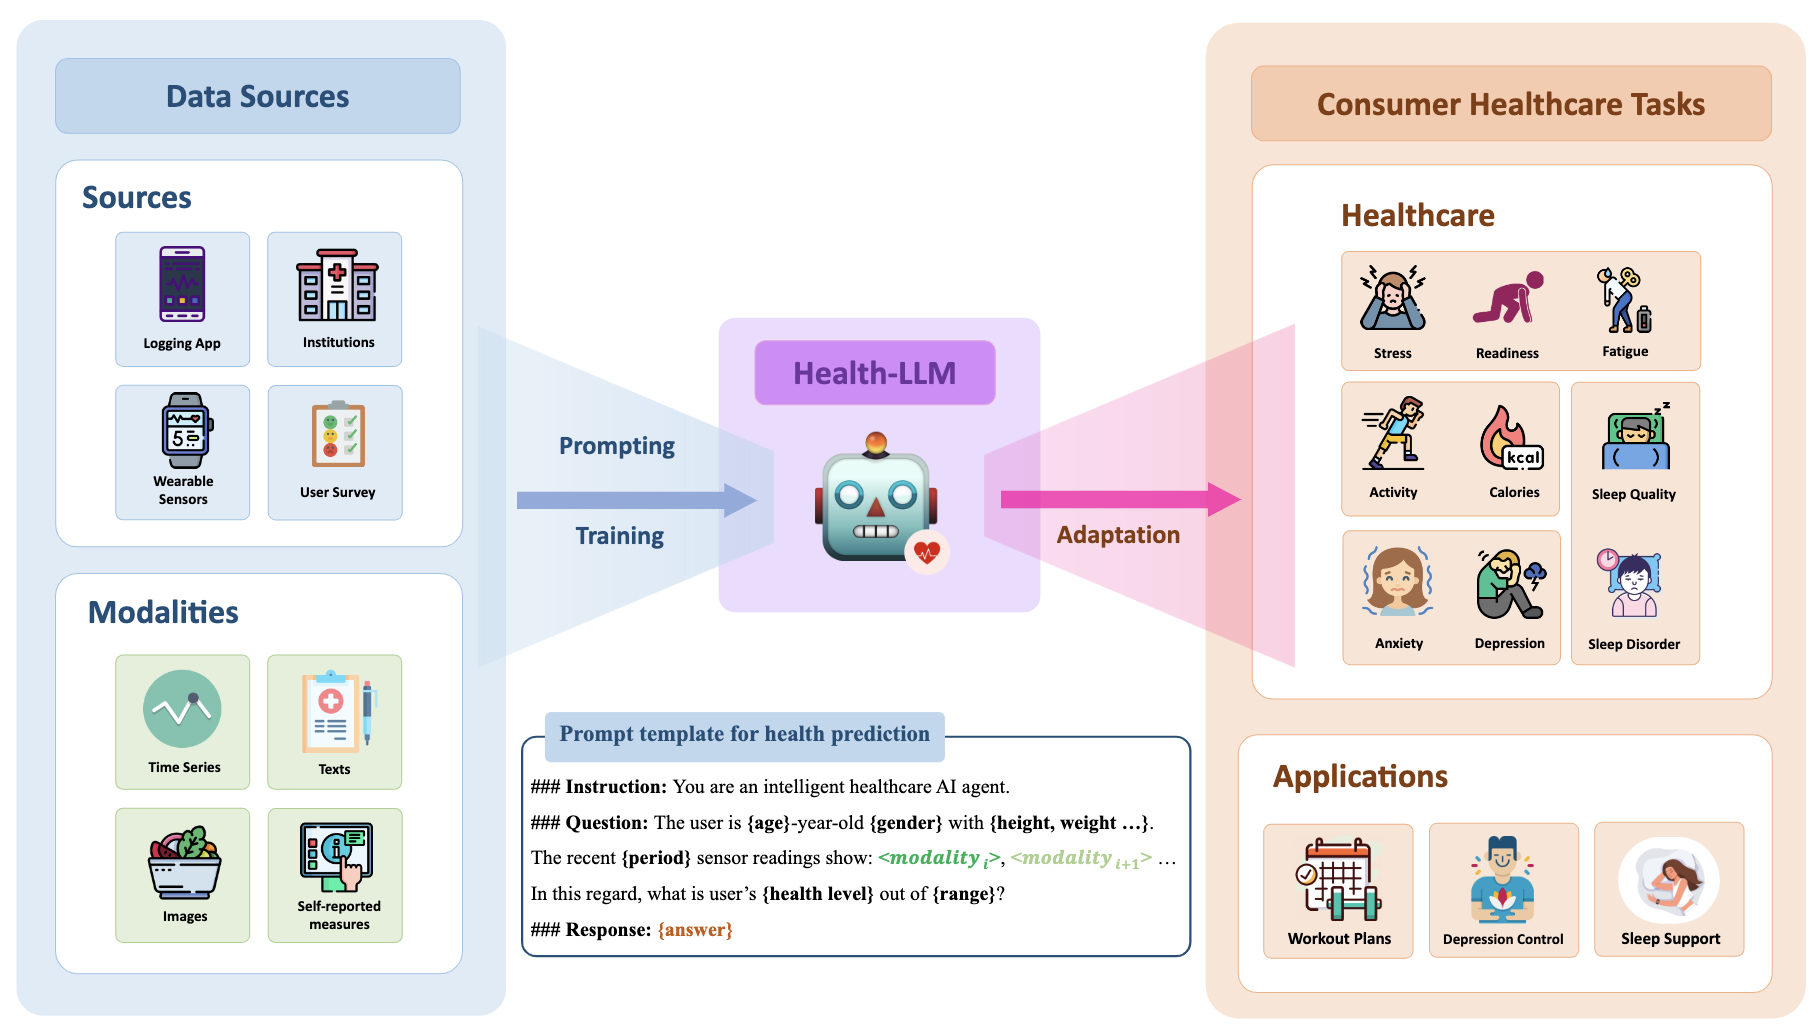 Data Sources
Sources
Logging App
Institutions
5
Wearable
Sensors
User Survey
Modalities
Time Series
Texts
Images
Self-reported
measures
Prompting
Training
Health-LLM
Adaptation
Prompt template for health prediction
### Instruction: You are an intelligent healthcare AI agent.
### Question: The user is {age}-year-old {gender} with {height, weight ...}.
The recent {period} sensor readings show: <modality i>, <modality i+1> ...
In this regard, what is user's {health level} out of {range}?
### Response: {answer}
Consumer Healthcare Tasks
Healthcare
Stress
Readiness
Fatigue
Activity
kcal
Calories
z z
Sleep Quality
Anxiety
Depression
Sleep Disorder
Applications
Workout Plans
Depression Control
Sleep Support